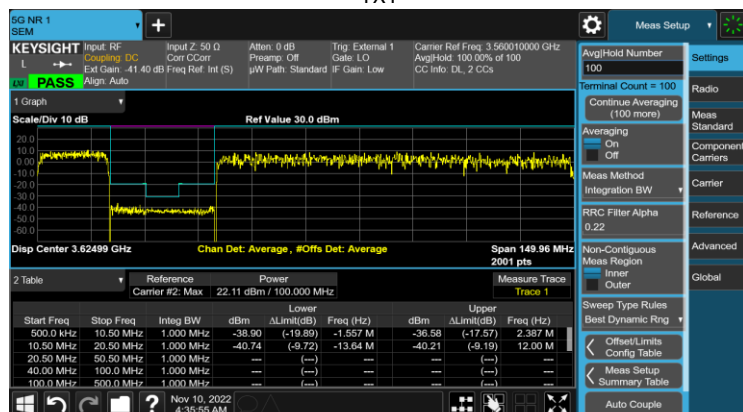 TX1
5G NR 1
SEM
Meas Setup
KEYSIGHT
L
Input: RF
Coupling: DC
Ext Gain: -41.40 dB
Align: Auto
Input Z: 50 Ω
Corr CCorr
Freq Ref: Int (S)
Atten: 0 dB
Preamp: Off
µW Path: Standard
Trig: External 1
Gate: LO
IF Gain: Low
Carrier Ref Freq: 3.560010000 GHz
Avg|Hold: 100.00% of 100
CC Info: DL, 2 CCs
LXI PASS
1 Graph
Scale/Div 10 dB
Ref Value 30.0 dBm
20.0
10.0
0.00
-10.0
-20.0
-30.0
-40.0
-50.0
-60.0
Disp Center 3.62499 GHz
Chan Det: Average , #Offs Det: Average
Span 149.96 MHz
2001 pts
2 Table
Reference Power Measure Trace
Carrier #2: Max 22.11 dBm / 100.000 MHz Trace 1
Lower Upper
Start Freq Stop Freq Integ BW dBm ΔLimit(dB) Freq (Hz) dBm ΔLimit(dB) Freq (Hz)
500.0 kHz 10.50 MHz 1.000 MHz -38.90 (-19.89) -1.557 M -36.58 (-17.57) 2.387 M
10.50 MHz 20.50 MHz 1.000 MHz -40.74 (-9.72) -13.64 M -40.21 (-9.19) 12.00 M
20.50 MHz 50.50 MHz 1.000 MHz --- (---) --- --- (---) ---
40.00 MHz 100.0 MHz 1.000 MHz --- (---) --- --- (---) ---
100.0 MHz 500.0 MHz 1.000 MHz --- (---) --- --- (---) ---
Nov 10, 2022
4:35:55 AM
Avg|Hold Number
100
Terminal Count = 100
Continue Averaging
(100 more)
Averaging
On
Off
Meas Method
Integration BW
RRC Filter Alpha
0.22
Non-Contiguous
Meas Region
Inner
Outer
Sweep Type Rules
Best Dynamic Rng
Offset/Limits
Config Table
Meas Setup
Summary Table
Auto Couple
Settings
Radio
Meas
Standard
Component
Carriers
Carrier
Reference
Advanced
Global